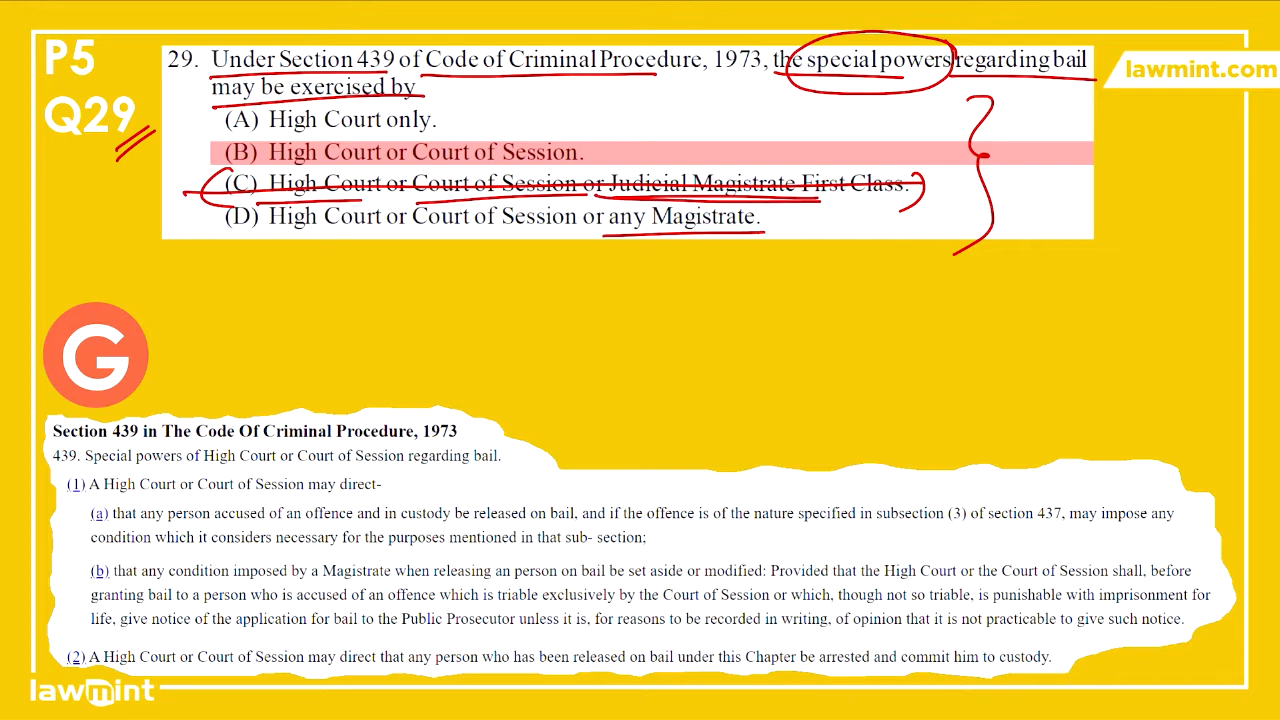 P5
Q29
lawmint.com
29. Under Section 439 of Code of Criminal Procedure, 1973, the special powers regarding bail
may be exercised by
(A) High Court only.
(B) High Court or Court of Session.
(C) High Court or Court of Session or Judicial Magistrate First Class.
(D) High Court or Court of Session or any Magistrate.
G
Section 439 in The Code Of Criminal Procedure, 1973
439. Special powers of High Court or Court of Session regarding bail.
(1) A High Court or Court of Session may direct-
(a) that any person accused of an offence and in custody be released on bail, and if the offence is of the nature specified in subsection (3) of section 437, may impose any
condition which it considers necessary for the purposes mentioned in that sub- section;
(b) that any condition imposed by a Magistrate when releasing an person on bail be set aside or modified: Provided that the High Court or the Court of Session shall, before
granting bail to a person who is accused of an offence which is triable exclusively by the Court of Session or which, though not so triable, is punishable with imprisonment for
life, give notice of the application for bail to the Public Prosecutor unless it is, for reasons to be recorded in writing, of opinion that it is not practicable to give such notice.
(2) A High Court or Court of Session may direct that any person who has been released on bail under this Chapter be arrested and commit him to custody.
lawmint